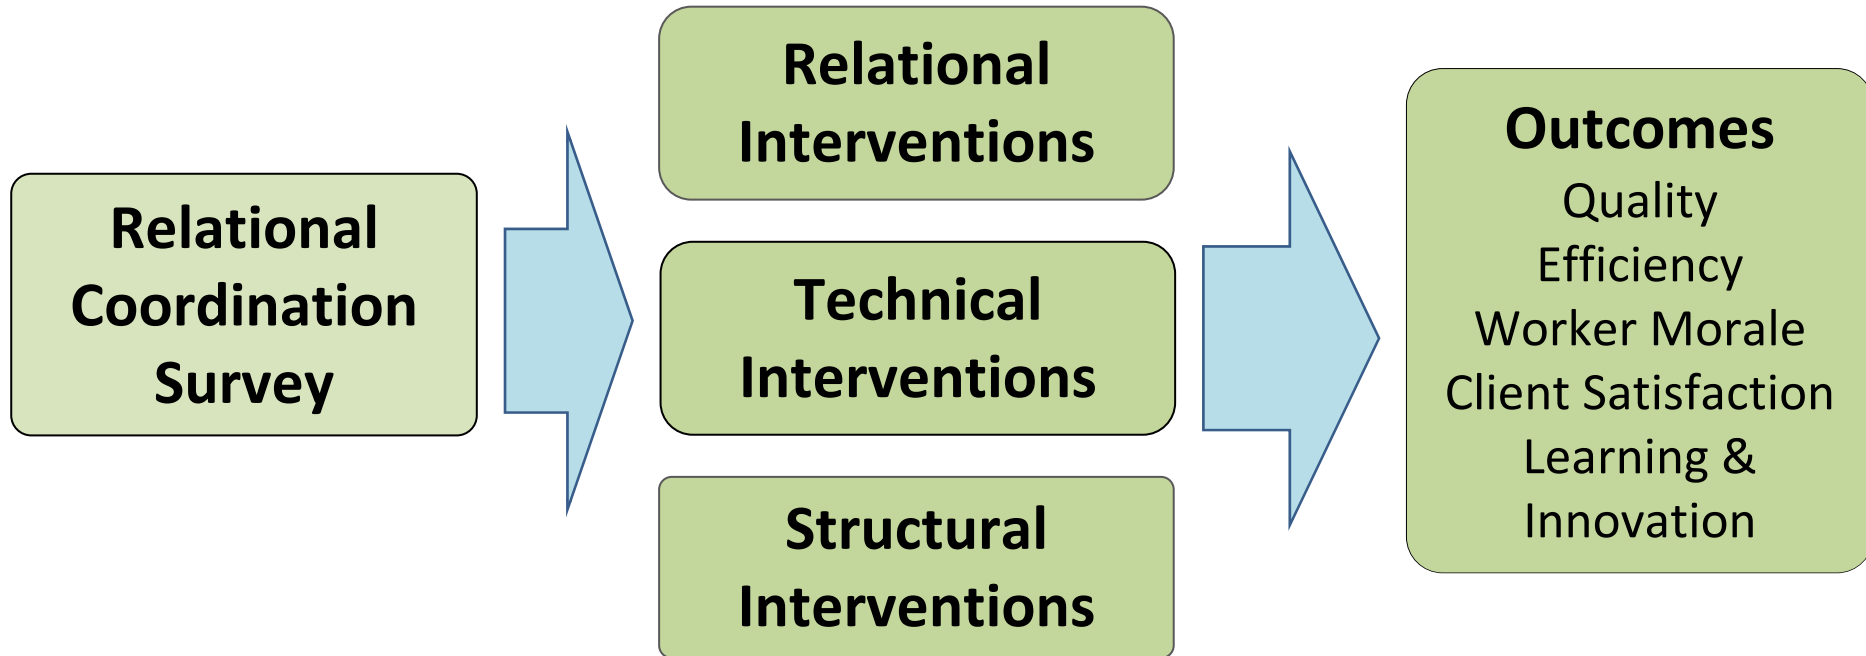 Relational
Coordination
Survey
Relational
Interventions
Technical
Interventions
Structural
Interventions
Outcomes
Quality
Efficiency
Worker Morale
Client Satisfaction
Learning &
Innovation